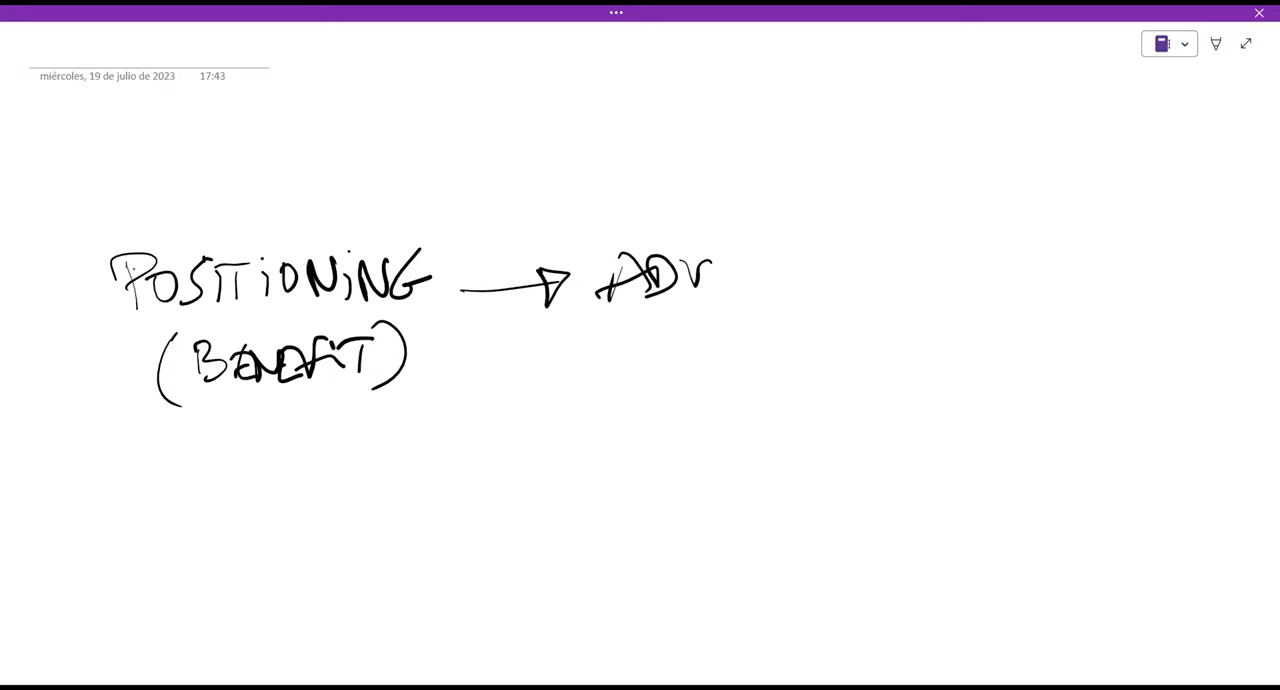 miércoles, 19 de julio de 2023 17:43
POSITIONING → ADV
(BENEFIT)